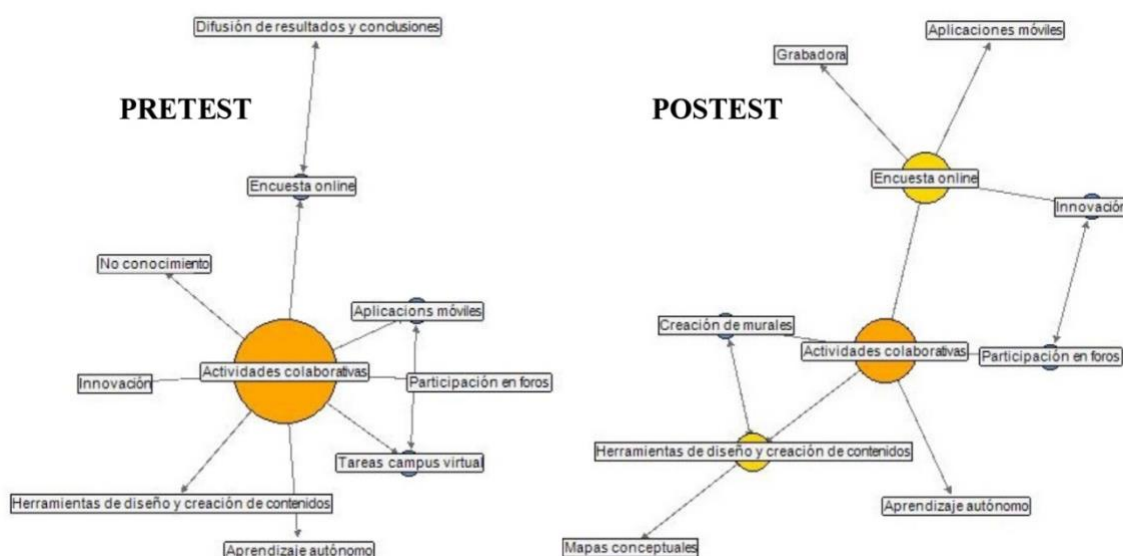 Difusión de resultados y conclusiones
PRETEST
Encuesta online
No conocimiento
Aplicacions móviles
Actividades colaborativas
Innovación
Participación en foros
Tareas campus virtual
Herramientas de diseño y creación de contenidos
Aprendizaje autónomo
Aplicaciones móviles
Grabadora
POSTEST
Encuesta online
Innovación
Creación de murales
Actividades colaborativas
Participación en foros
Herramientas de diseño y creación de contenidos
Aprendizaje autónomo
Mapas conceptuales